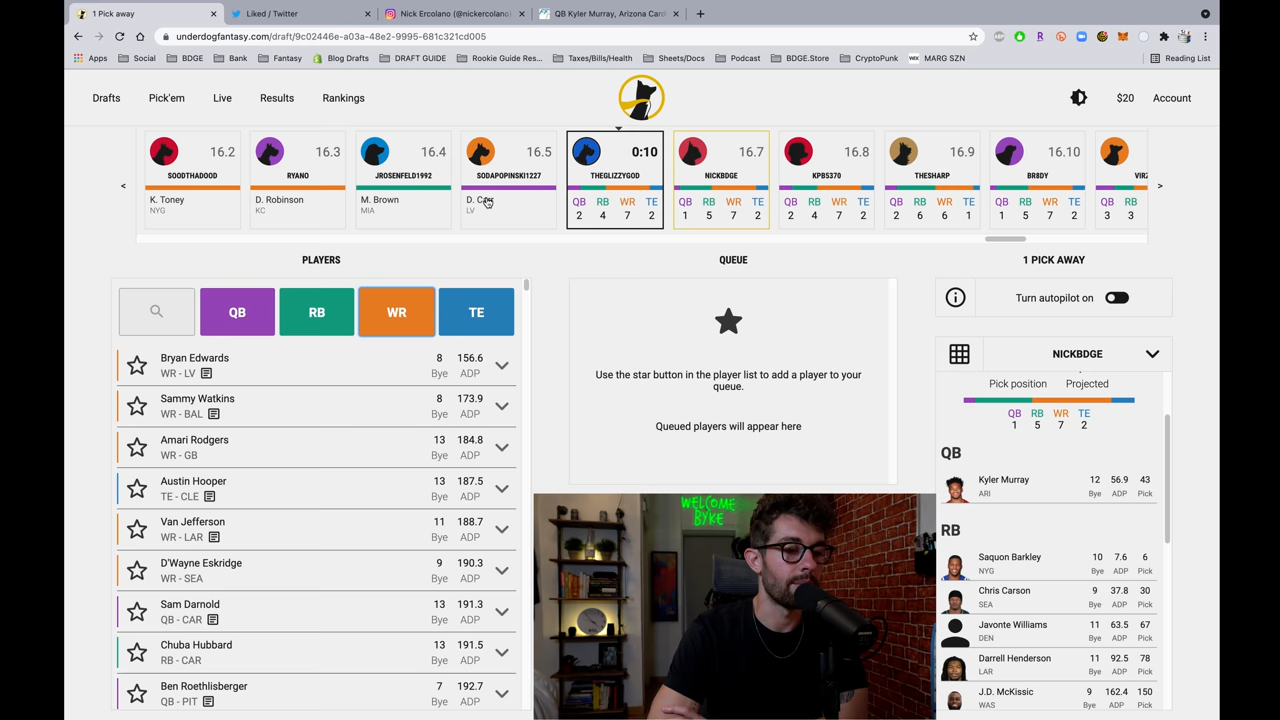 1 Pick away
Liked / Twitter
Nick Ercolano (@nickercolano)
QB Kyler Murray, Arizona Card
underdogfantasy.com/draft/9c02446e-a03a-48e2-9995-681c321cd005
Apps Social BDGE Bank Fantasy Blog Drafts DRAFT GUIDE Rookie Guide Res... Taxes/Bills/Health Sheets/Docs Podcast BDGE.Store CryptoPunk MARG SZN Reading List
Drafts Pick'em Live Results Rankings $20 Account
16.2 16.3 16.4 16.5 0:10 16.7 16.8 16.9 16.10
SOODTHADOOD RYANO JROSENFELD1992 SODAPOPINSKI1227 THEGLIZZYGOD NICKBDGE KPB5370 THESHARP BR8DY
K. Toney D. Robinson M. Brown QB RB WR TE QB RB WR TE QB RB WR TE QB RB WR TE QB RB WR TE QB RB
NYG KC MIA LV 2 4 7 2 1 5 7 2 2 4 7 2 2 6 6 1 2 5 7 2 3 3
PLAYERS
QUEUE
1 PICK AWAY
QB RB WR TE
Turn autopilot on
Bryan Edwards 8 156.6
WR - LV Bye ADP
Sammy Watkins 8 173.9
WR - BAL Bye ADP
Amari Rodgers 13 184.8
WR - GB Bye ADP
Austin Hooper 13 187.5
TE - CLE Bye ADP
Van Jefferson 11 188.7
WR - LAR Bye ADP
D'Wayne Eskridge 9 190.3
WR - SEA Bye ADP
Sam Darnold 13 191.3
QB - CAR Bye ADP
Chuba Hubbard 13 191.5
RB - CAR Bye ADP
Ben Roethlisberger 7 192.7
QB - PIT Bye ADP
Use the star button in the player list to add a player to your
queue.
Queued players will appear here
WELCOME
BYKE
NICKBDGE
Pick position Projected
QB RB WR TE
1 5 7 2
QB
Kyler Murray 12 56.9 43
ARI Bye ADP Pick
RB
Saquon Barkley 10 7.6 6
NYG Bye ADP Pick
Chris Carson 9 37.8 30
SEA Bye ADP Pick
Javonte Williams 11 63.5 67
DEN Bye ADP Pick
Darrell Henderson 11 92.5 78
LAR Bye ADP Pick
J.D. McKissic 9 162.4 150
WAS Bye ADP Pick